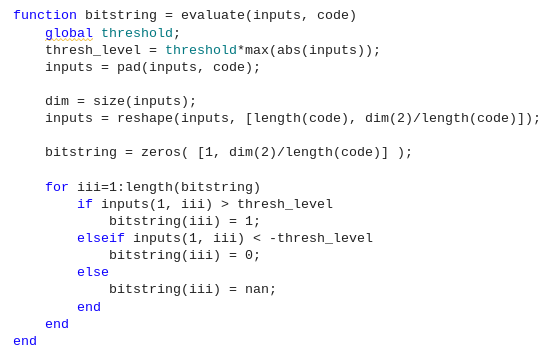 function bitstring = evaluate(inputs, code)
    global threshold;
    thresh_level = threshold*max(abs(inputs));
    inputs = pad(inputs, code);

    dim = size(inputs);
    inputs = reshape(inputs, [length(code), dim(2)/length(code)]);

    bitstring = zeros( [1, dim(2)/length(code)] );

    for iii=1:length(bitstring)
        if inputs(1, iii) > thresh_level
            bitstring(iii) = 1;
        elseif inputs(1, iii) < -thresh_level
            bitstring(iii) = 0;
        else
            bitstring(iii) = nan;
        end
    end
end